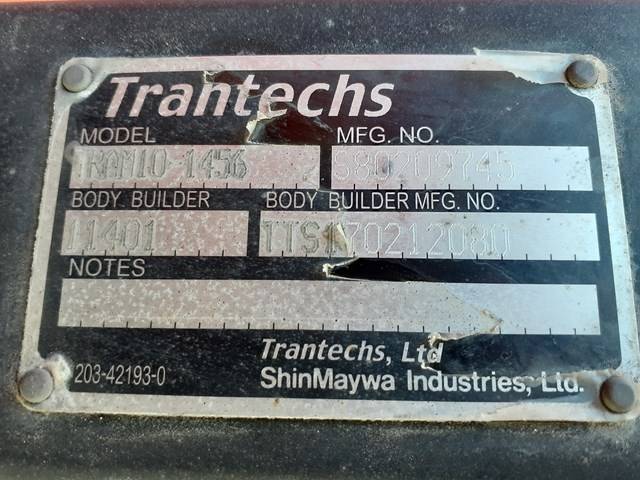 Trantechs
MODEL MFG. NO.
TRAM10-1456 S80209745
BODY BUILDER BODY BUILDER MFG. NO.
11401 TTS170212080
NOTES
Trantechs, Ltd
203-42193-0 ShinMaywa Industries, Ltd.